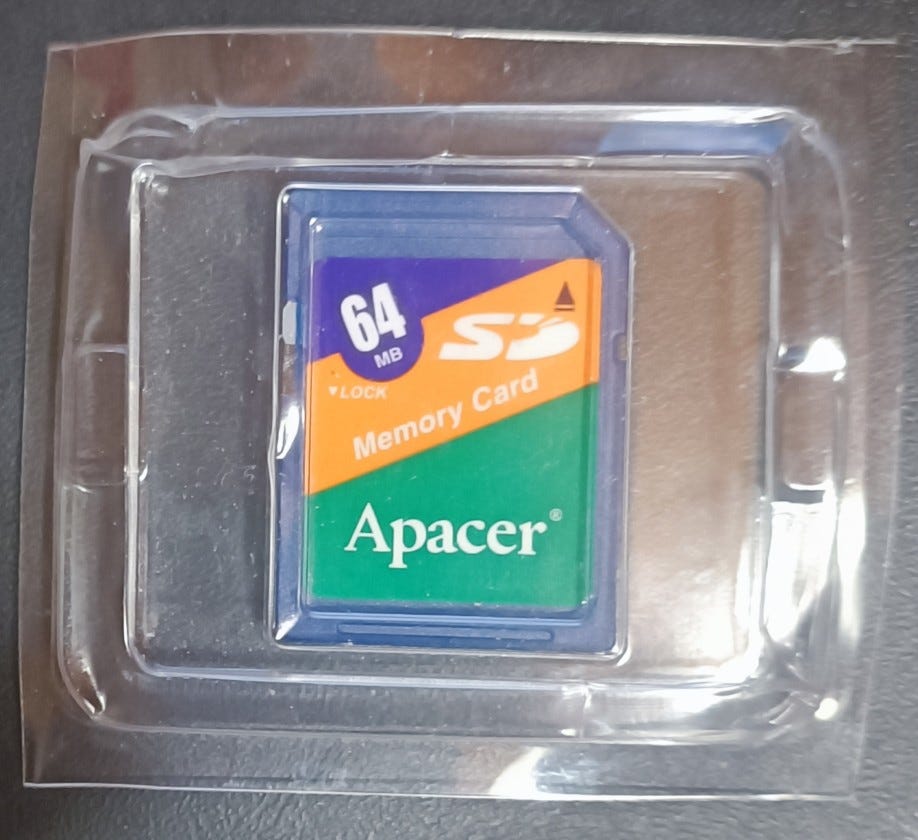 64
MB
SD
▼LOCK
Memory Card
Apacer®